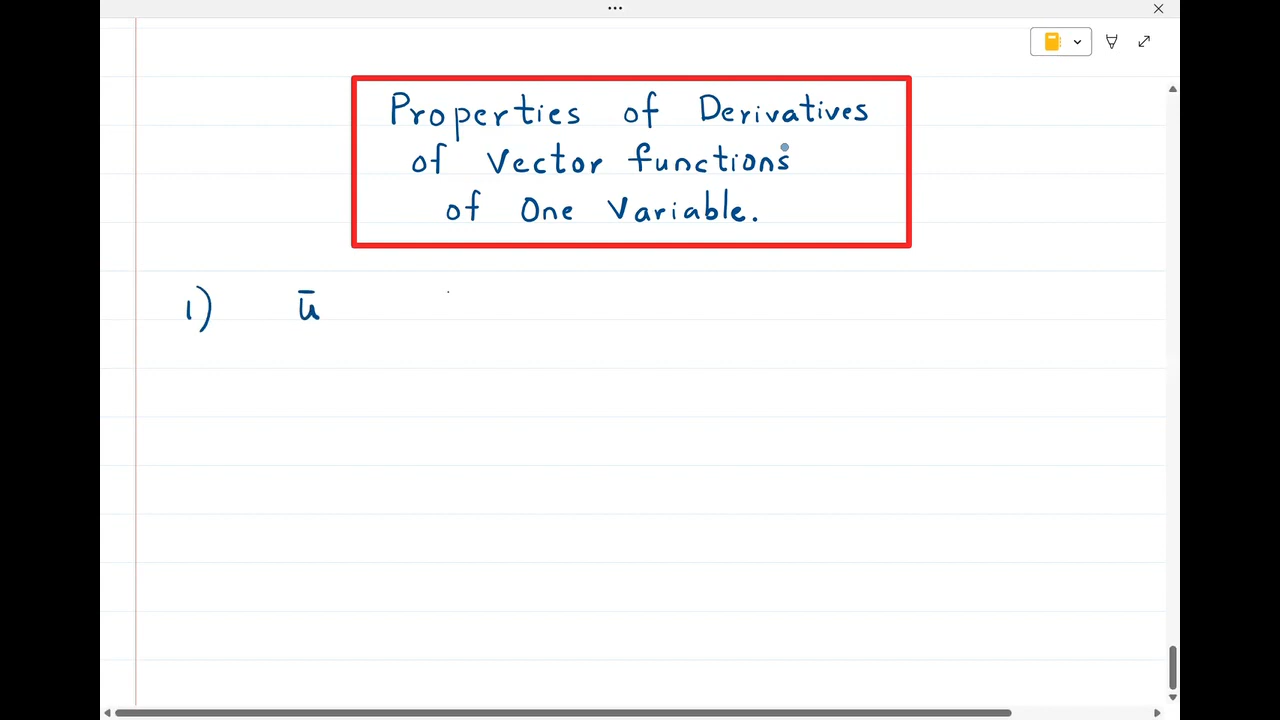 Properties of Derivatives
of Vector functions
of One Variable.
1) ū